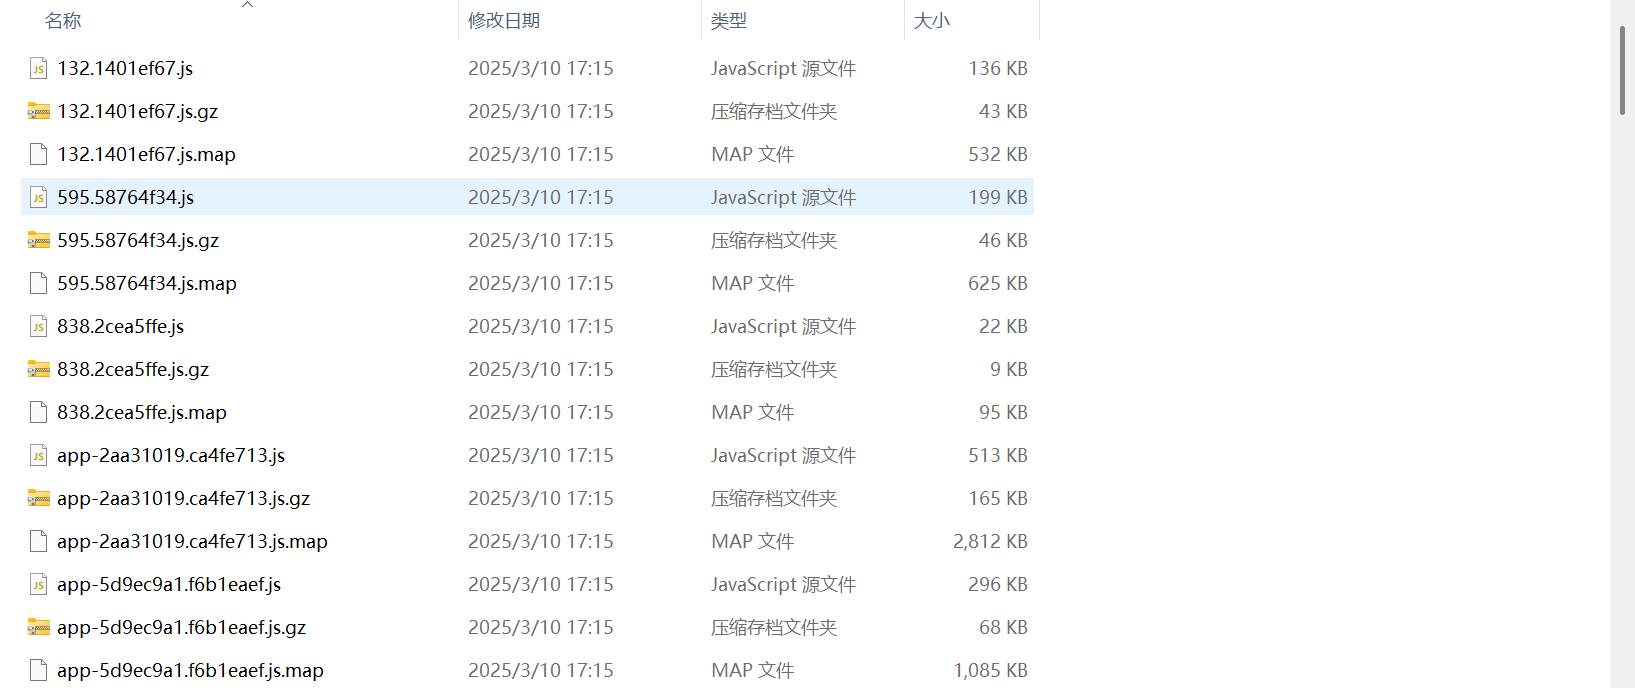 名称 修改日期 类型 大小
132.1401ef67.js 2025/3/10 17:15 JavaScript 源文件 136 KB
132.1401ef67.js.gz 2025/3/10 17:15 压缩存档文件夹 43 KB
132.1401ef67.js.map 2025/3/10 17:15 MAP 文件 532 KB
595.58764f34.js 2025/3/10 17:15 JavaScript 源文件 199 KB
595.58764f34.js.gz 2025/3/10 17:15 压缩存档文件夹 46 KB
595.58764f34.js.map 2025/3/10 17:15 MAP 文件 625 KB
838.2cea5ffe.js 2025/3/10 17:15 JavaScript 源文件 22 KB
838.2cea5ffe.js.gz 2025/3/10 17:15 压缩存档文件夹 9 KB
838.2cea5ffe.js.map 2025/3/10 17:15 MAP 文件 95 KB
app-2aa31019.ca4fe713.js 2025/3/10 17:15 JavaScript 源文件 513 KB
app-2aa31019.ca4fe713.js.gz 2025/3/10 17:15 压缩存档文件夹 165 KB
app-2aa31019.ca4fe713.js.map 2025/3/10 17:15 MAP 文件 2,812 KB
app-5d9ec9a1.f6b1eaef.js 2025/3/10 17:15 JavaScript 源文件 296 KB
app-5d9ec9a1.f6b1eaef.js.gz 2025/3/10 17:15 压缩存档文件夹 68 KB
app-5d9ec9a1.f6b1eaef.js.map 2025/3/10 17:15 MAP 文件 1,085 KB